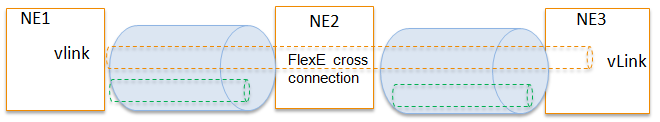 NE1
vlink
NE2
FlexE cross
connection
NE3
vLink